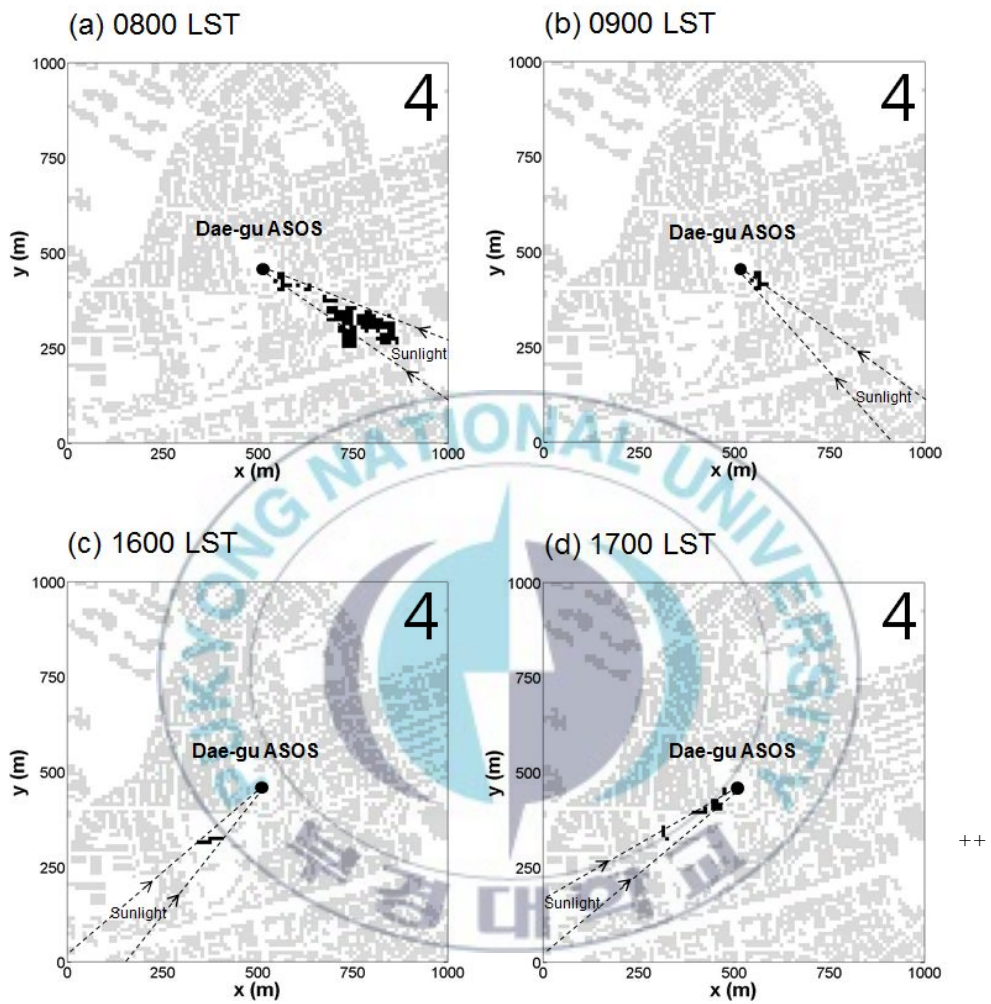 (a) 0800 LST
(b) 0900 LST
4
4
1000
750
500
250
0
y (m)
Dae-gu ASOS
Sunlight
0
250
500
750
1000
x (m)
1000
750
500
250
0
y (m)
Dae-gu ASOS
Sunlight
0
250
500
750
1000
x (m)
PUKYONG NATIONAL UNIVERSITY
(c) 1600 LST
(d) 1700 LST
4
4
1000
750
500
250
0
y (m)
Dae-gu ASOS
Sunlight
0
250
500
750
1000
x (m)
1000
750
500
250
0
y (m)
Dae-gu ASOS
Sunlight
0
250
500
750
1000
x (m)
++